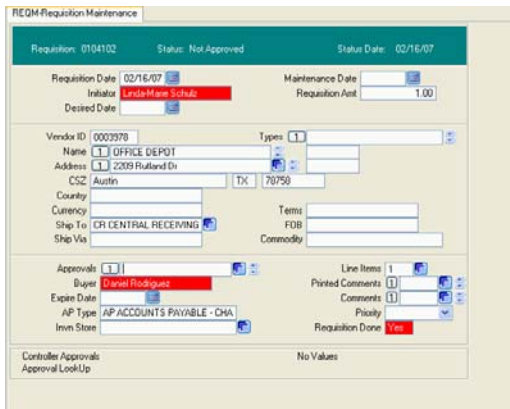 REQM-Requisition Maintenance
Requisition: 0104102 Status: Not Approved Status Date: 02/16/07
Requisition Date 02/16/07 Maintenance Date
Initiator Linda-Marie Schulz Requisition Amt 1.00
Desired Date
Vendor ID 0003978 Types 1
Name 1 OFFICE DEPOT
Address 1 2209 Rutland Dr
CSZ Austin TX 78758
Country
Currency Terms
Ship To CR CENTRAL RECEIVING FOB
Ship Via Commodity
Approvals 1 Line Items 1
Buyer Daniel Rodriguez Printed Comments 1
Expire Date Comments 1
AP Type AP ACCOUNTS PAYABLE - CHA Priority
Invn Store Requisition Done Yes
Controller Approvals No Values
Approval LookUp